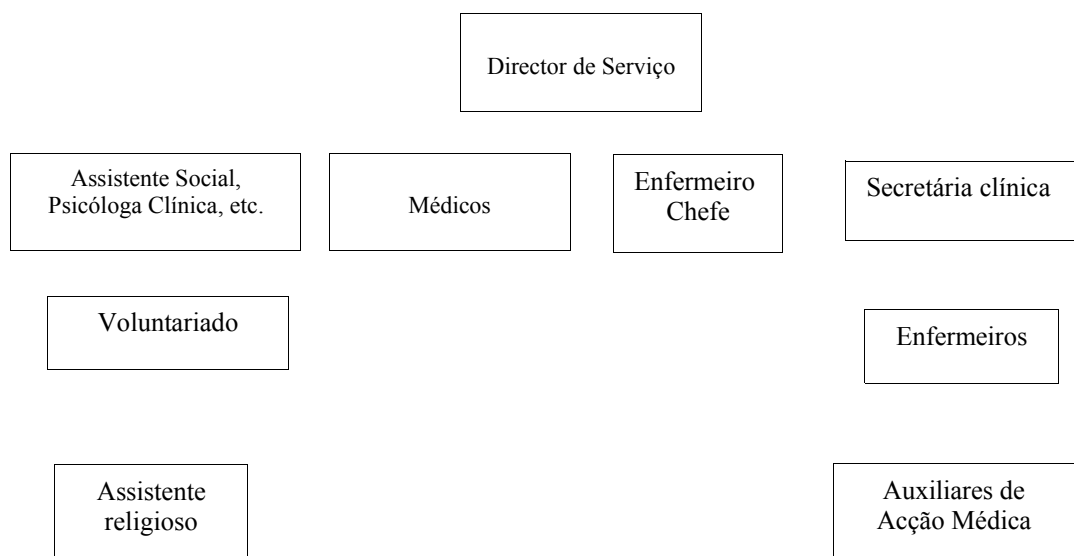 Director de Serviço
Assistente Social,
Psicóloga Clínica, etc.
Médicos
Enfermeiro
Chefe
Secretária clínica
Voluntariado
Enfermeiros
Assistente
religioso
Auxiliares de
Acção Médica